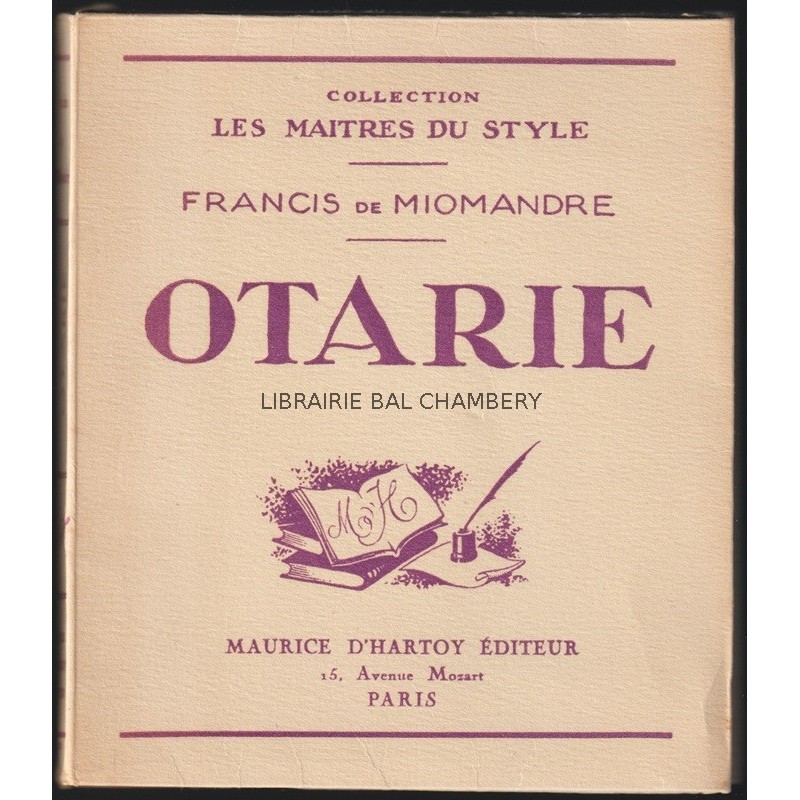 COLLECTION
LES MAITRES DU STYLE
FRANCIS DE MIOMANDRE
OTARIE
LIBRAIRIE BAL CHAMBERY
M d'H
MAURICE D'HARTOY ÉDITEUR
15, Avenue Mozart
PARIS